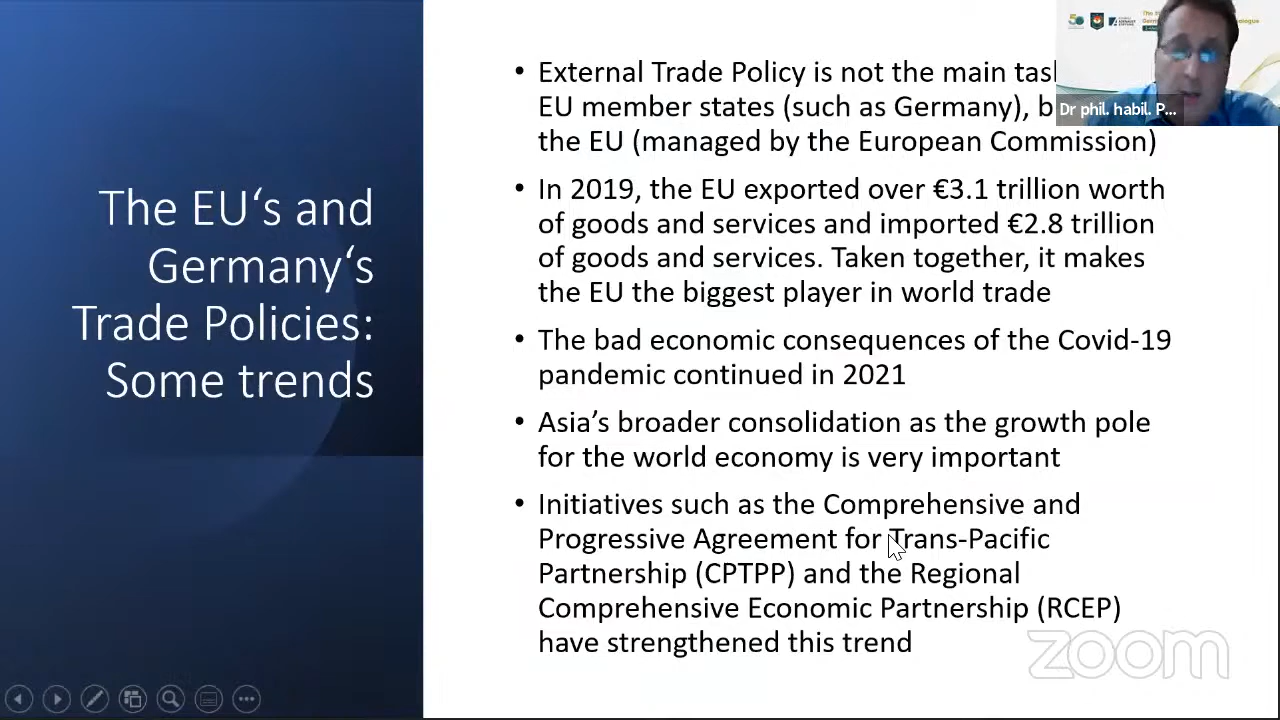 The EU‘s and
Germany‘s
Trade Policies:
Some trends
• External Trade Policy is not the main
EU member states (such as Germany),
the EU (managed by the European Commission)
• In 2019, the EU exported over €3.1 trillion worth
of goods and services and imported €2.8 trillion
of goods and services. Taken together, it makes
the EU the biggest player in world trade
• The bad economic consequences of the Covid-19
pandemic continued in 2021
• Asia’s broader consolidation as the growth pole
for the world economy is very important
• Initiatives such as the Comprehensive and
Progressive Agreement for Trans-Pacific
Partnership (CPTPP) and the Regional
Comprehensive Economic Partnership (RCEP)
have strengthened this trend
Dr phil. habil. P...
zoom